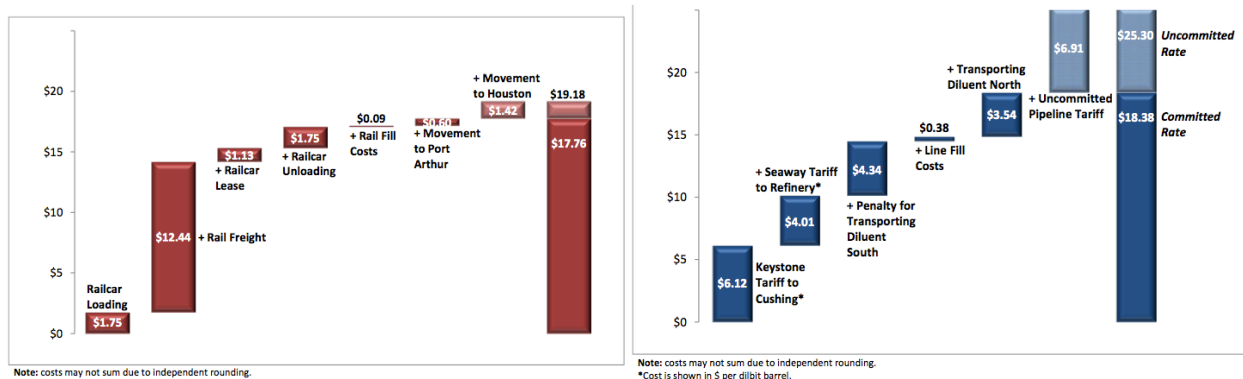 $20
$15
$10
$5
$0
Railcar
Loading
$1.75
$12.44
+ Rail Freight
$1.13
+ Railcar
Lease
$1.75
+ Railcar
Unloading
$0.09
+ Rail Fill
Costs
$0.60
+ Movement
to Port
Arthur
+ Movement
to Houston
$1.42
$19.18
$17.76
Note: costs may not sum due to independent rounding.
$20
$15
$10
$5
$0
$6.12
Keystone
Tariff to
Cushing*
+ Seaway Tariff
to Refinery*
$4.01
$4.34
+ Penalty for
Transporting
Diluent
South
$0.38
+ Line Fill
Costs
+ Transporting
Diluent North
$3.54
$6.91
+ Uncommitted
Pipeline Tariff
$25.30
Uncommitted
Rate
$18.38
Committed
Rate
Note: costs may not sum due to independent rounding.
*Cost is shown in $ per dilbit barrel.